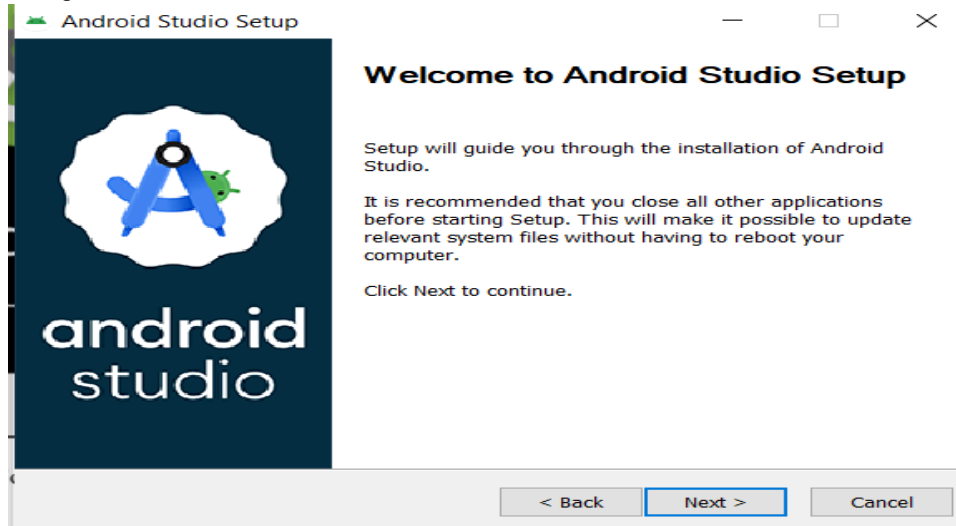 Android Studio Setup
Welcome to Android Studio Setup
Setup will guide you through the installation of Android
Studio.
It is recommended that you close all other applications
before starting Setup. This will make it possible to update
relevant system files without having to reboot your
computer.
Click Next to continue.
android
studio
< Back
Next >
Cancel